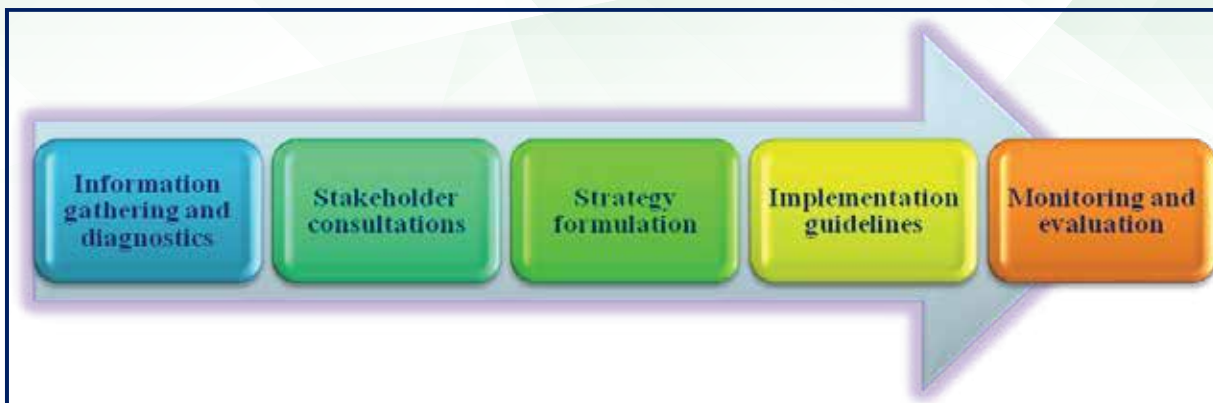 Information
gathering and
diagnostics
Stakeholder
consultations
Strategy
formulation
Implementation
guidelines
Monitoring and
evaluation